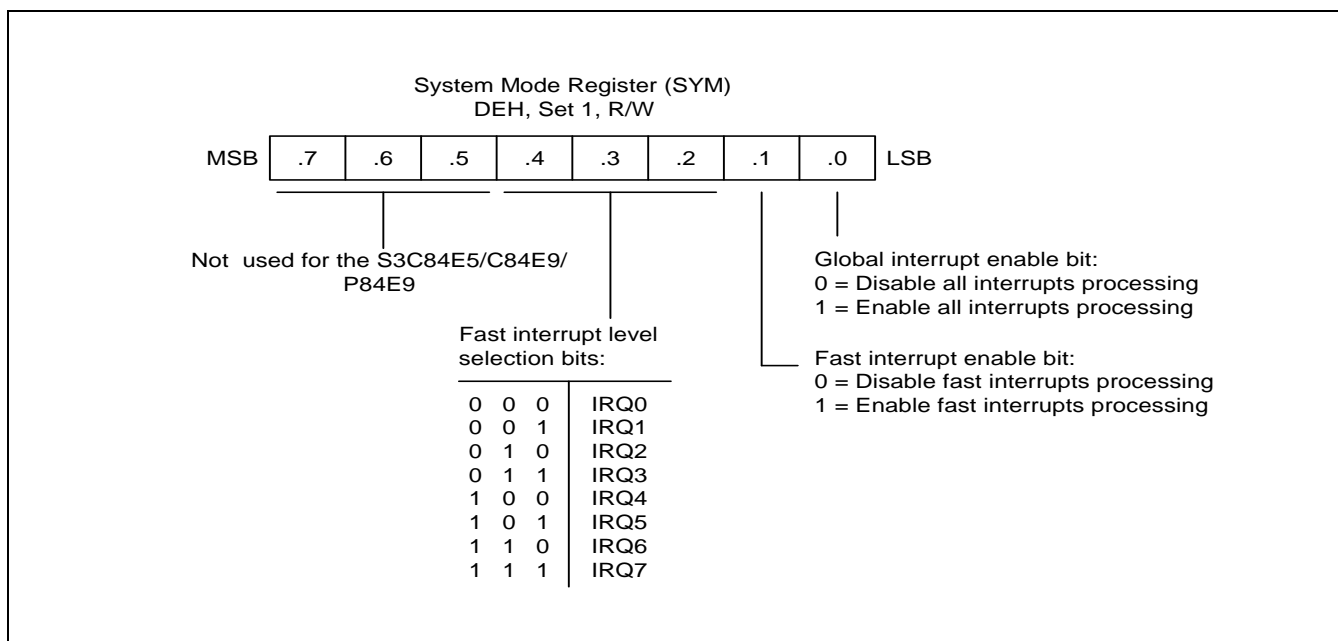 System Mode Register (SYM)
DEH, Set 1, R/W
MSB .7 .6 .5 .4 .3 .2 .1 .0 LSB
Not used for the S3C84E5/C84E9/
P84E9
Global interrupt enable bit:
0 = Disable all interrupts processing
1 = Enable all interrupts processing
Fast interrupt level
selection bits:
0 0 0 IRQ0
0 0 1 IRQ1
0 1 0 IRQ2
0 1 1 IRQ3
1 0 0 IRQ4
1 0 1 IRQ5
1 1 0 IRQ6
1 1 1 IRQ7
Fast interrupt enable bit:
0 = Disable fast interrupts processing
1 = Enable fast interrupts processing